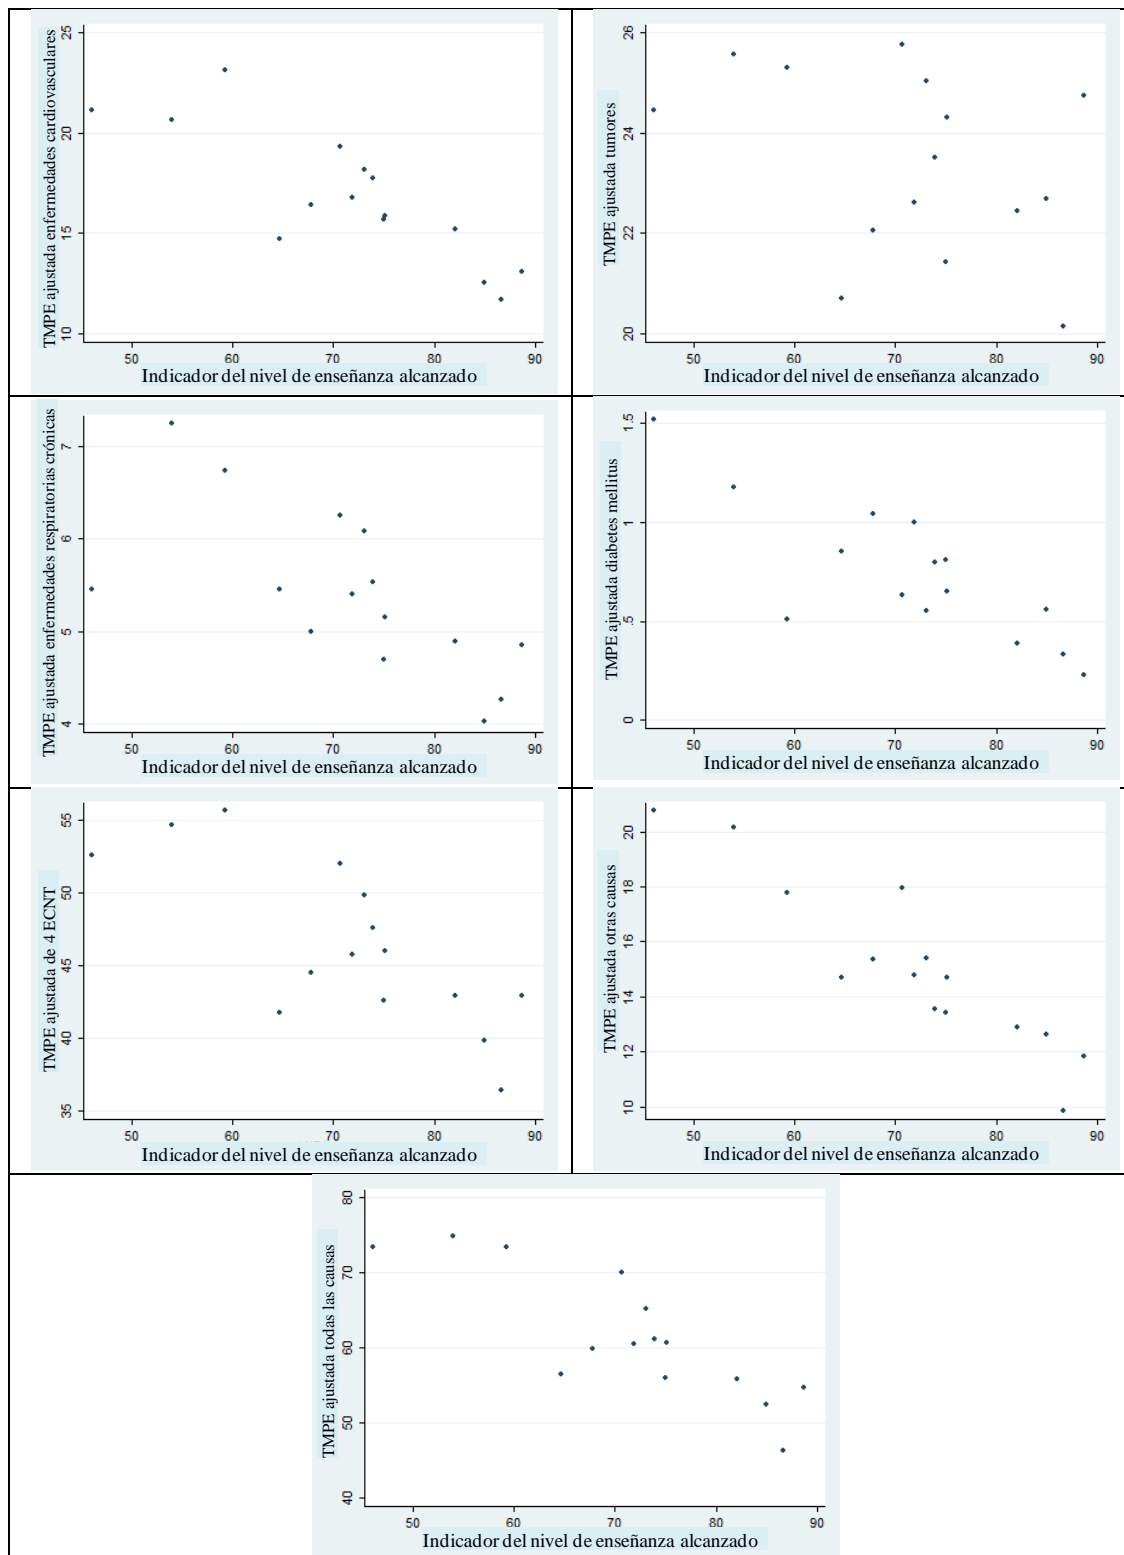 TMPE ajustada enfermedades cardiovasculares
25
20
15
10
50 60 70 80 90
Indicador del nivel de enseñanza alcanzado
TMPE ajustada tumores
26
24
22
20
50 60 70 80 90
Indicador del nivel de enseñanza alcanzado
TMPE ajustada enfermedades respiratorias crónicas
7
6
5
4
50 60 70 80 90
Indicador del nivel de enseñanza alcanzado
TMPE ajustada diabetes mellitus
1.5
1
.5
0
50 60 70 80 90
Indicador del nivel de enseñanza alcanzado
TMPE ajustada de 4 ECNT
55
50
45
40
35
50 60 70 80 90
Indicador del nivel de enseñanza alcanzado
TMPE ajustada otras causas
20
18
16
14
12
10
50 60 70 80 90
Indicador del nivel de enseñanza alcanzado
TMPE ajustada todas las causas
80
70
60
50
40
50 60 70 80 90
Indicador del nivel de enseñanza alcanzado